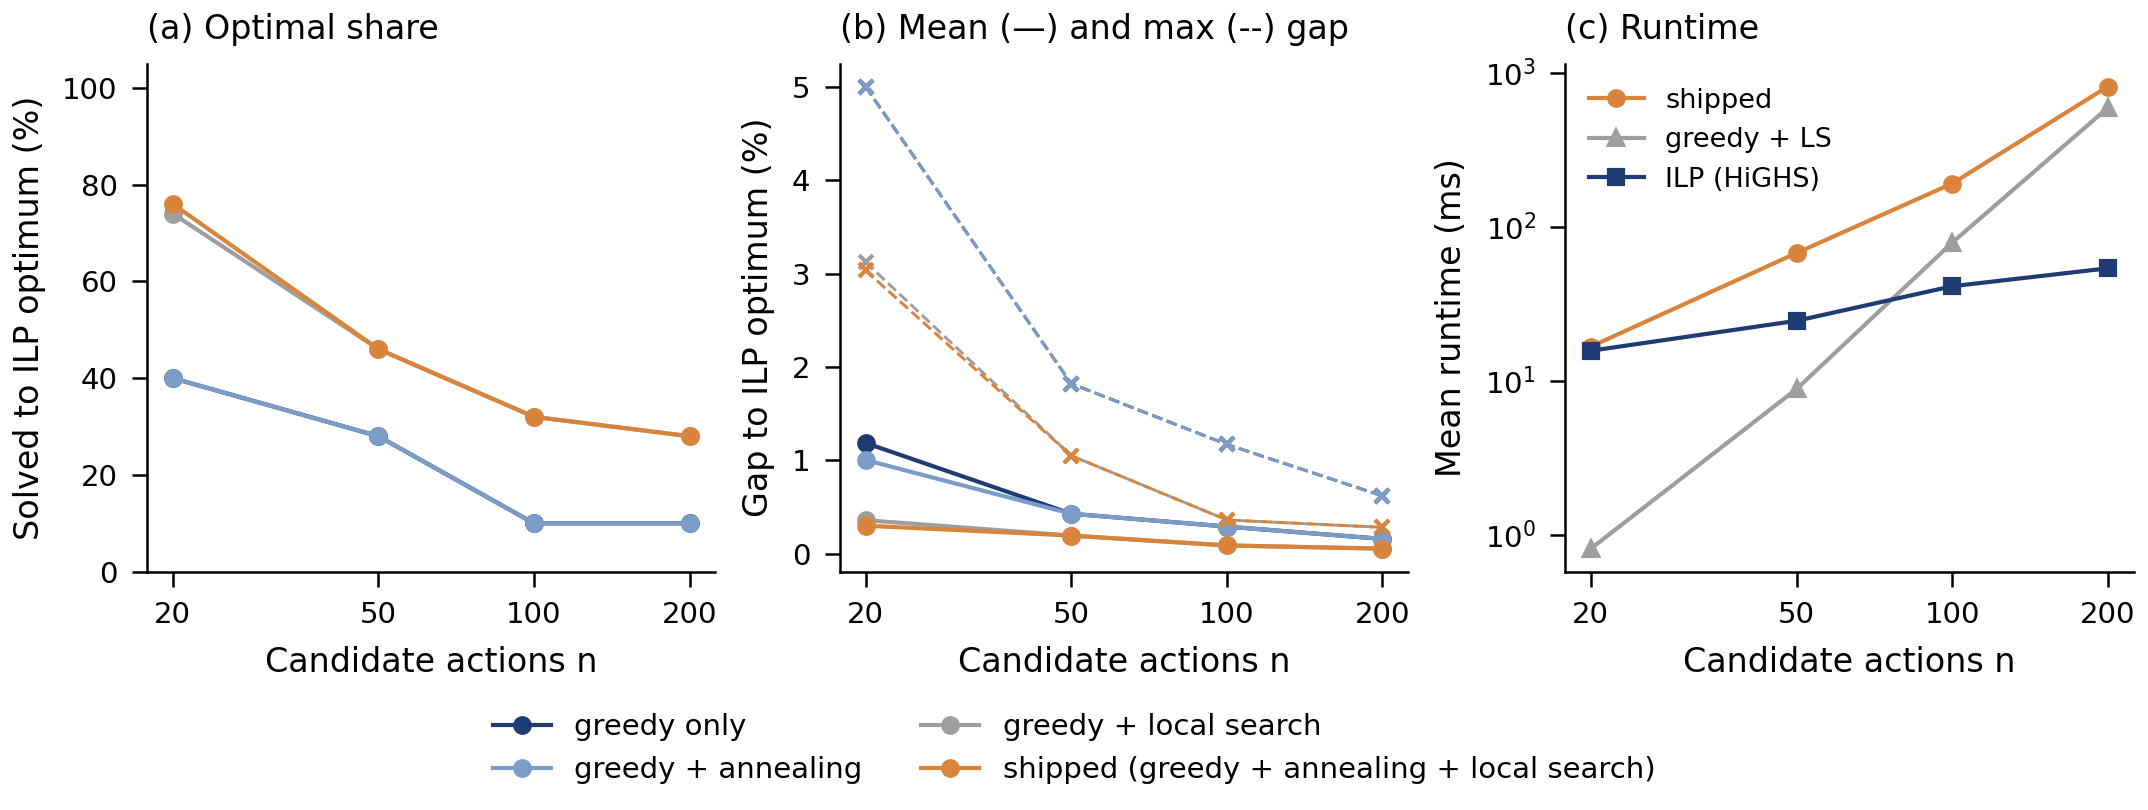 (a) Optimal share
Solved to ILP optimum (%)
100
80
60
40
20
0
20 50 100 200
Candidate actions n
(b) Mean (—) and max (--) gap
Gap to ILP optimum (%)
5
4
3
2
1
0
20 50 100 200
Candidate actions n
(c) Runtime
Mean runtime (ms)
10³
10²
10¹
10⁰
shipped
greedy + LS
ILP (HiGHS)
20 50 100 200
Candidate actions n
greedy only
greedy + annealing
greedy + local search
shipped (greedy + annealing + local search)